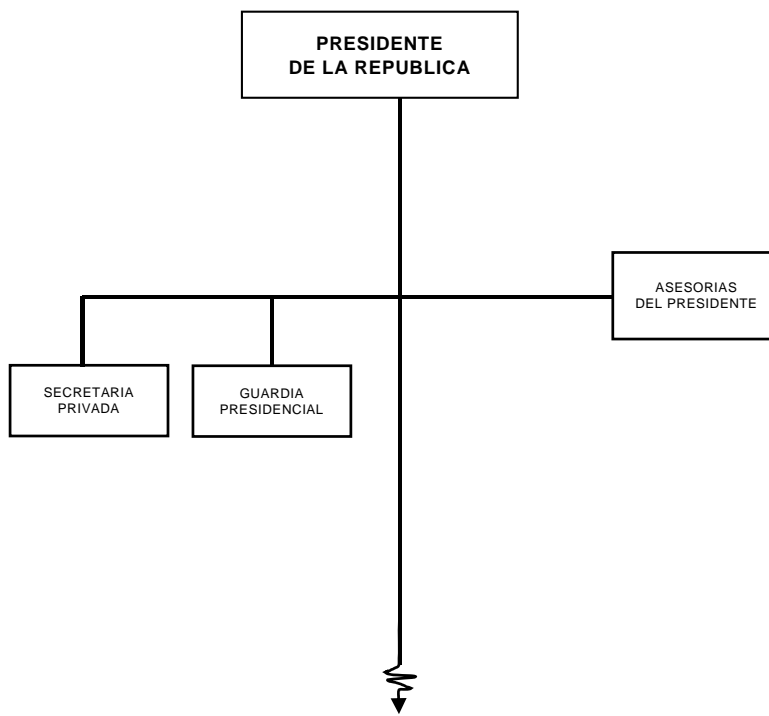 PRESIDENTE
DE LA REPUBLICA
ASESORIAS
DEL PRESIDENTE
SECRETARIA
PRIVADA
GUARDIA
PRESIDENCIAL